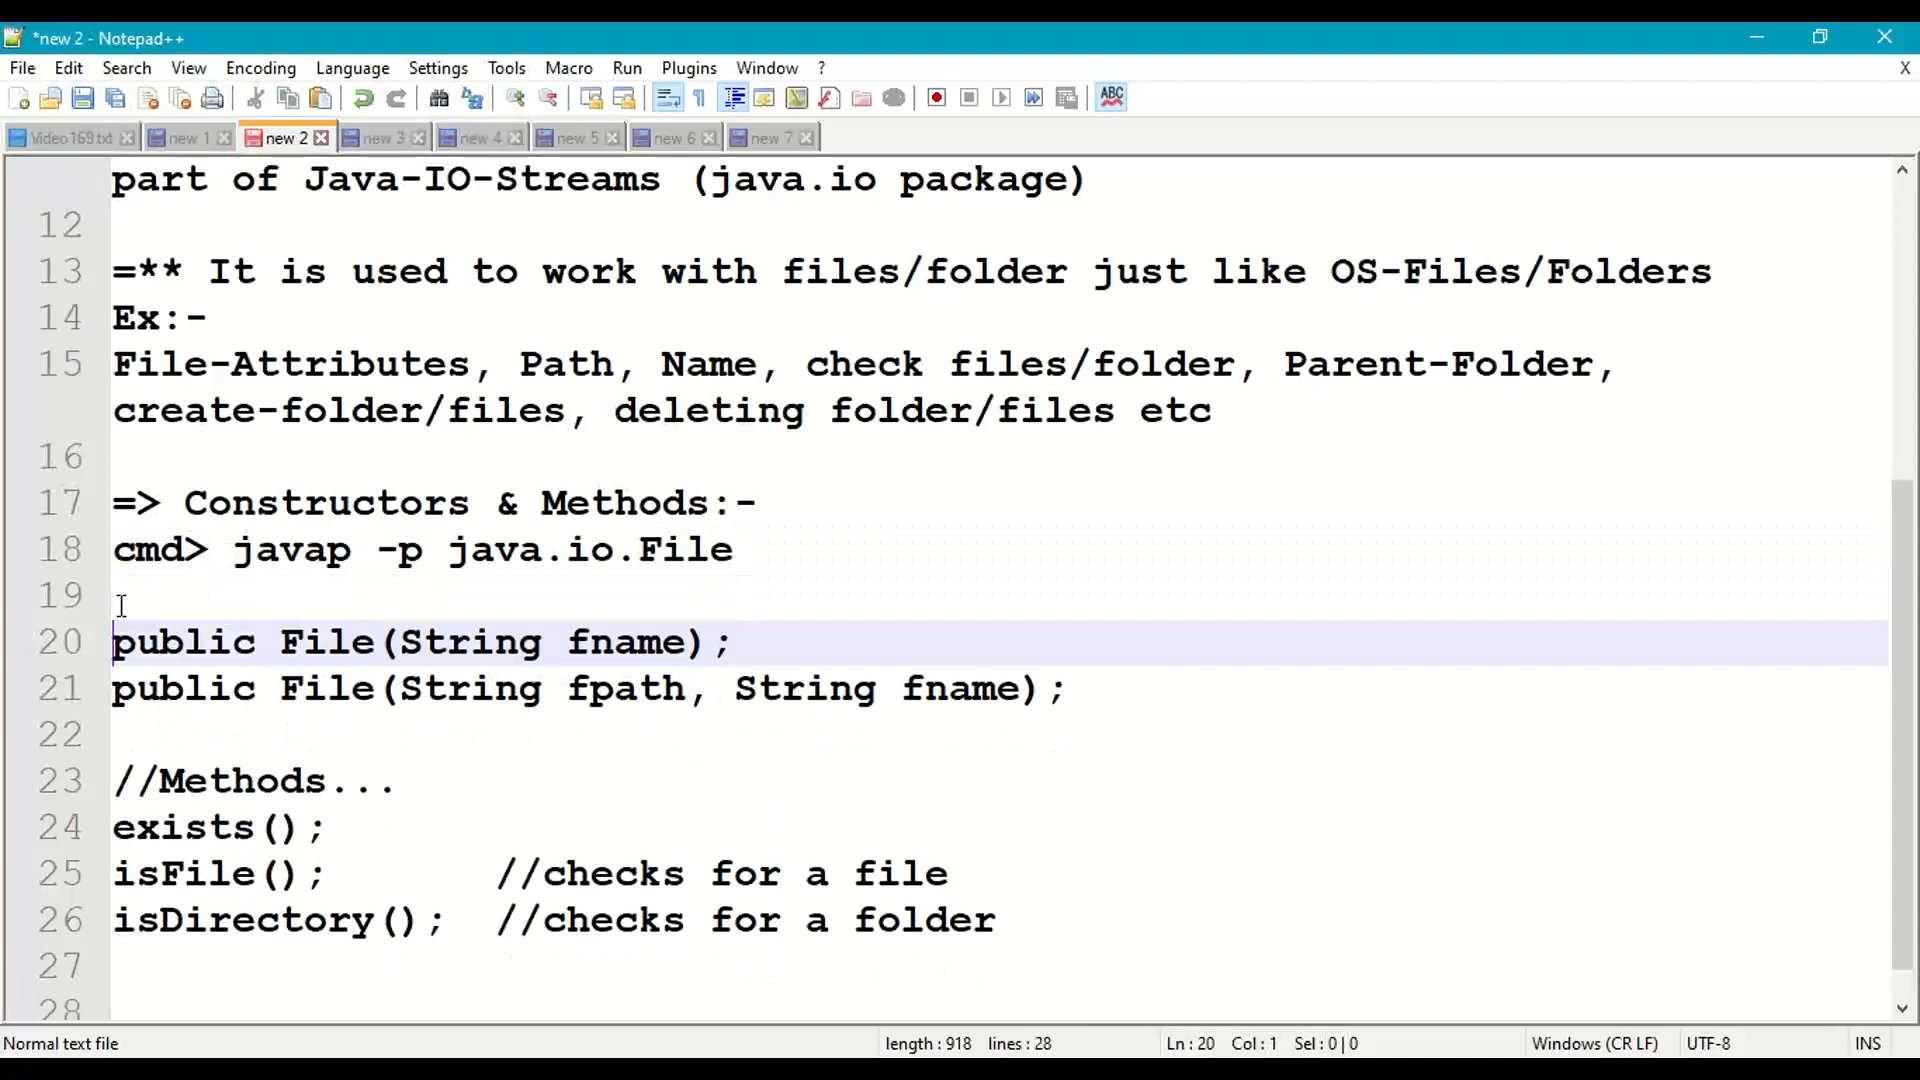 *new 2 - Notepad++
File Edit Search View Encoding Language Settings Tools Macro Run Plugins Window ? X
ABC
Video169.txt new 1 new 2 new 3 new 4 new 5 new 6 new 7
part of Java-IO-Streams (java.io package)
12
13 =** It is used to work with files/folder just like OS-Files/Folders
14 Ex:-
15 File-Attributes, Path, Name, check files/folder, Parent-Folder,
create-folder/files, deleting folder/files etc
16
17 => Constructors & Methods:-
18 cmd> javap -p java.io.File
19
20 public File(String fname);
21 public File(String fpath, String fname);
22
23 //Methods...
24 exists();
25 isFile(); //checks for a file
26 isDirectory(); //checks for a folder
27
28
Normal text file length : 918 lines : 28 Ln : 20 Col : 1 Sel : 0 | 0 Windows (CR LF) UTF-8 INS